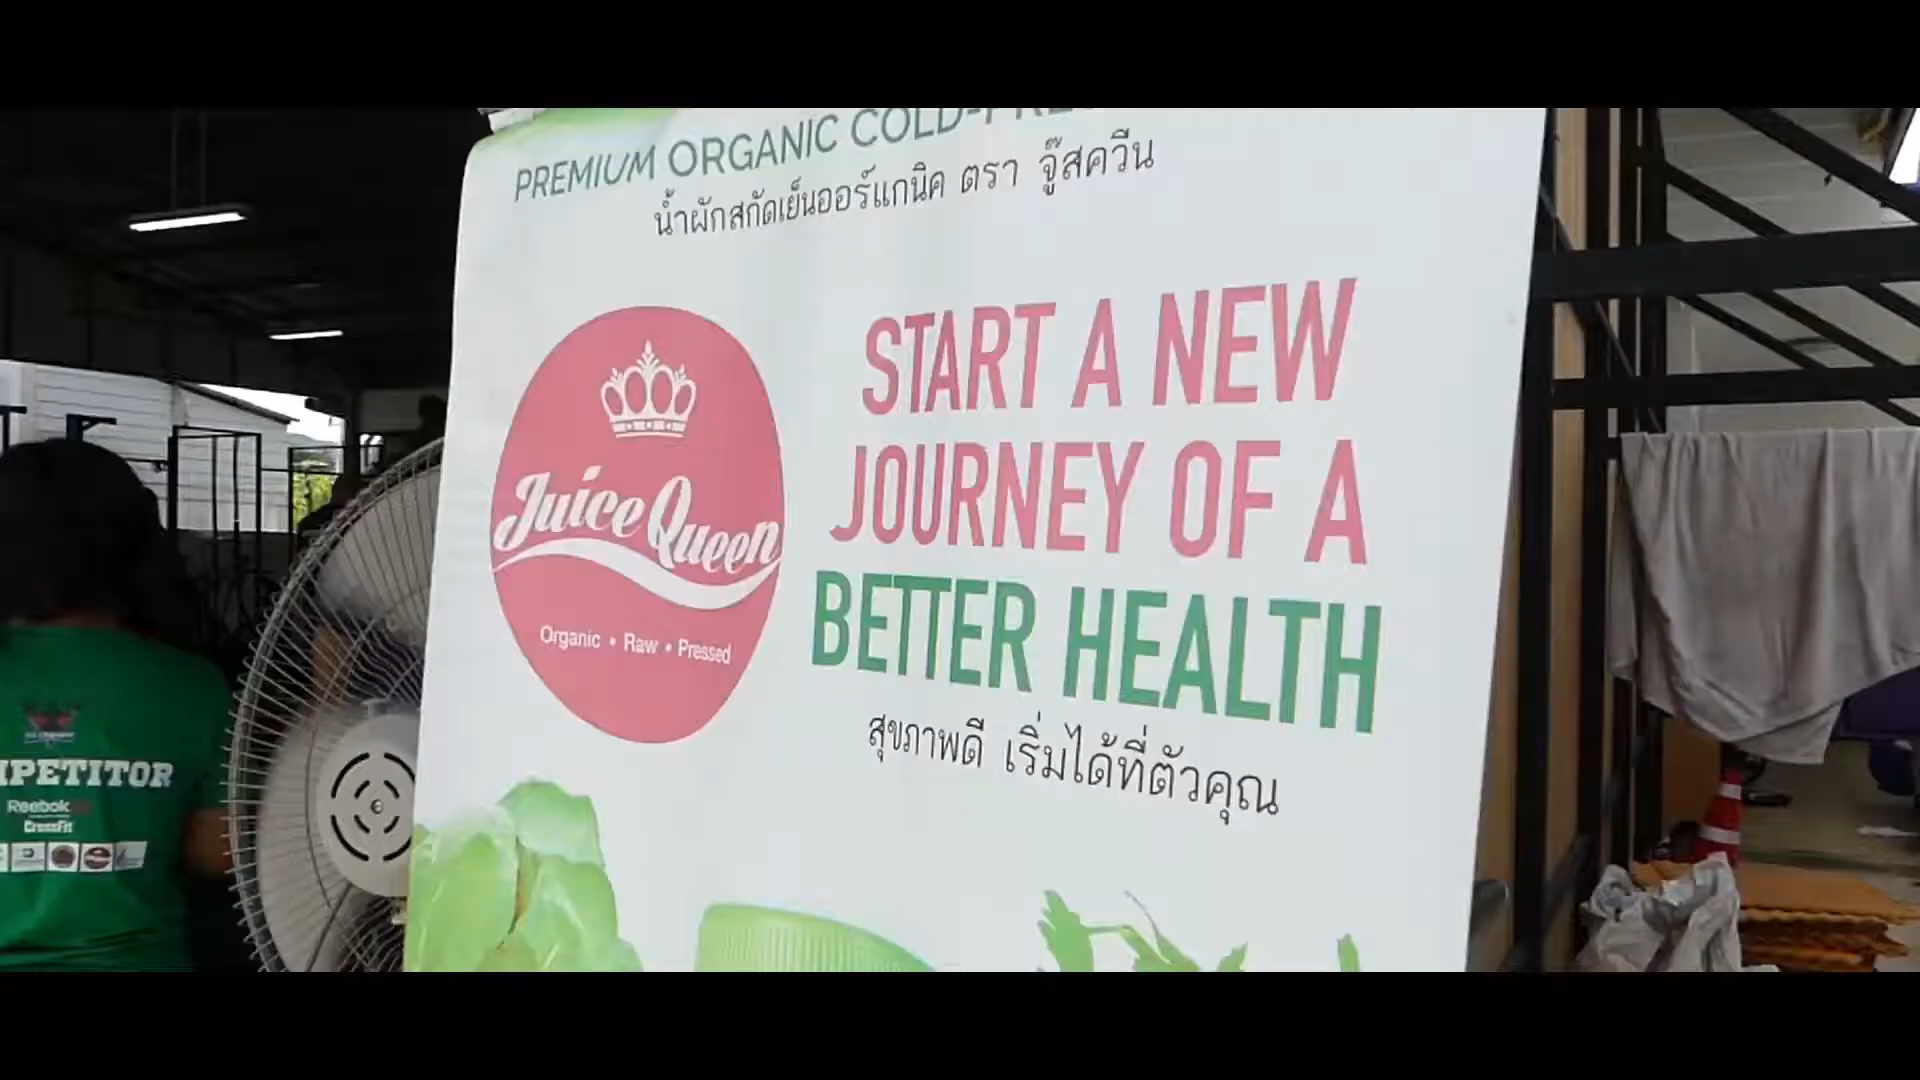 PREMIUM ORGANIC
น้ำผักสกัดเย็นออร์แกนิค ตรา จู๊สควีน
Juice Queen
Organic • Raw • Pressed
START A NEW
JOURNEY OF A
BETTER HEALTH
สุขภาพดี เริ่มได้ที่ตัวคุณ
Reebok
CrossFit